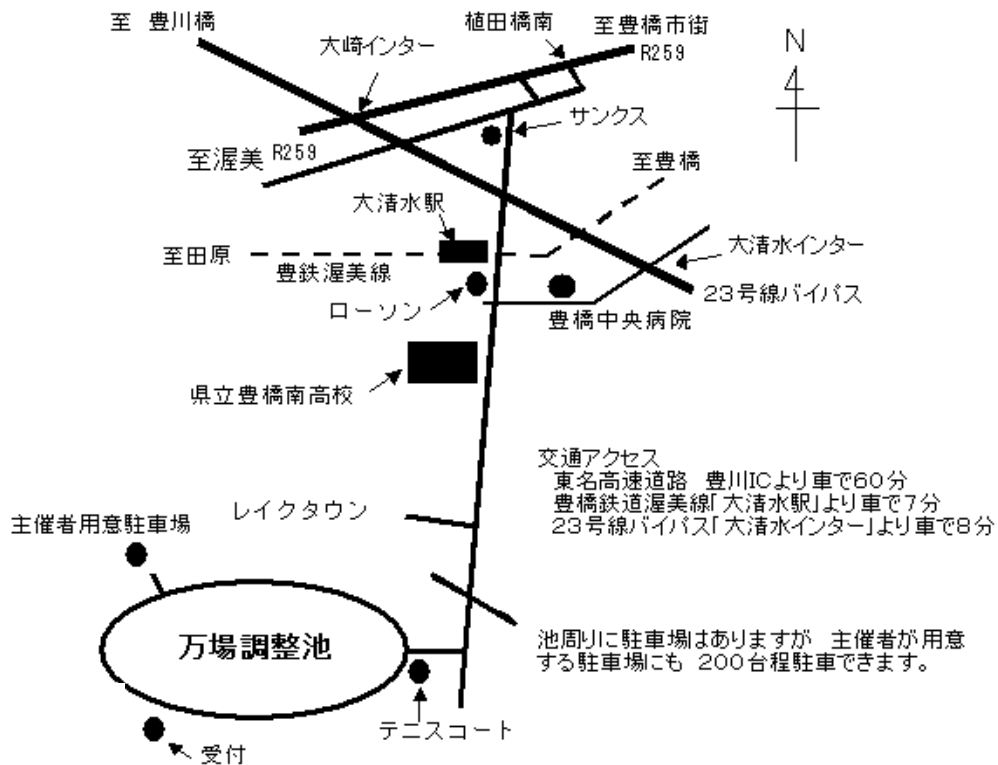 至 豊川橋
植田橋南
至豊橋市街
R259
大崎インター
N
サンクス
至渥美 R259
至豊橋
大清水駅
大清水インター
至田原
豊鉄渥美線
23号線バイパス
ローソン
豊橋中央病院
県立豊橋南高校
交通アクセス
東名高速道路 豊川ICより車で60分
豊橋鉄道渥美線「大清水駅」より車で7分
23号線バイパス「大清水インター」より車で8分
レイクタウン
主催者用意駐車場
万場調整池
池周りに駐車場はありますが 主催者が用意
する駐車場にも 200台程駐車できます。
テニスコート
受付